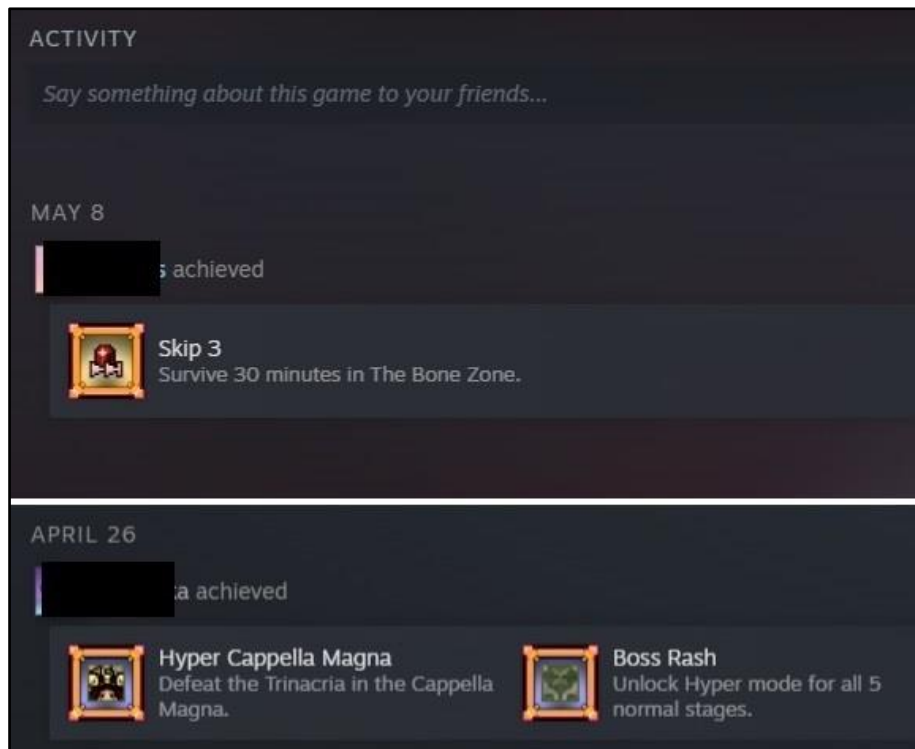 ACTIVITY
Say something about this game to your friends...
MAY 8
s achieved
Skip 3
Survive 30 minutes in The Bone Zone.
APRIL 26
ka achieved
Hyper Cappella Magna
Defeat the Trinacria in the Cappella
Magna.
Boss Rash
Unlock Hyper mode for all 5
normal stages.